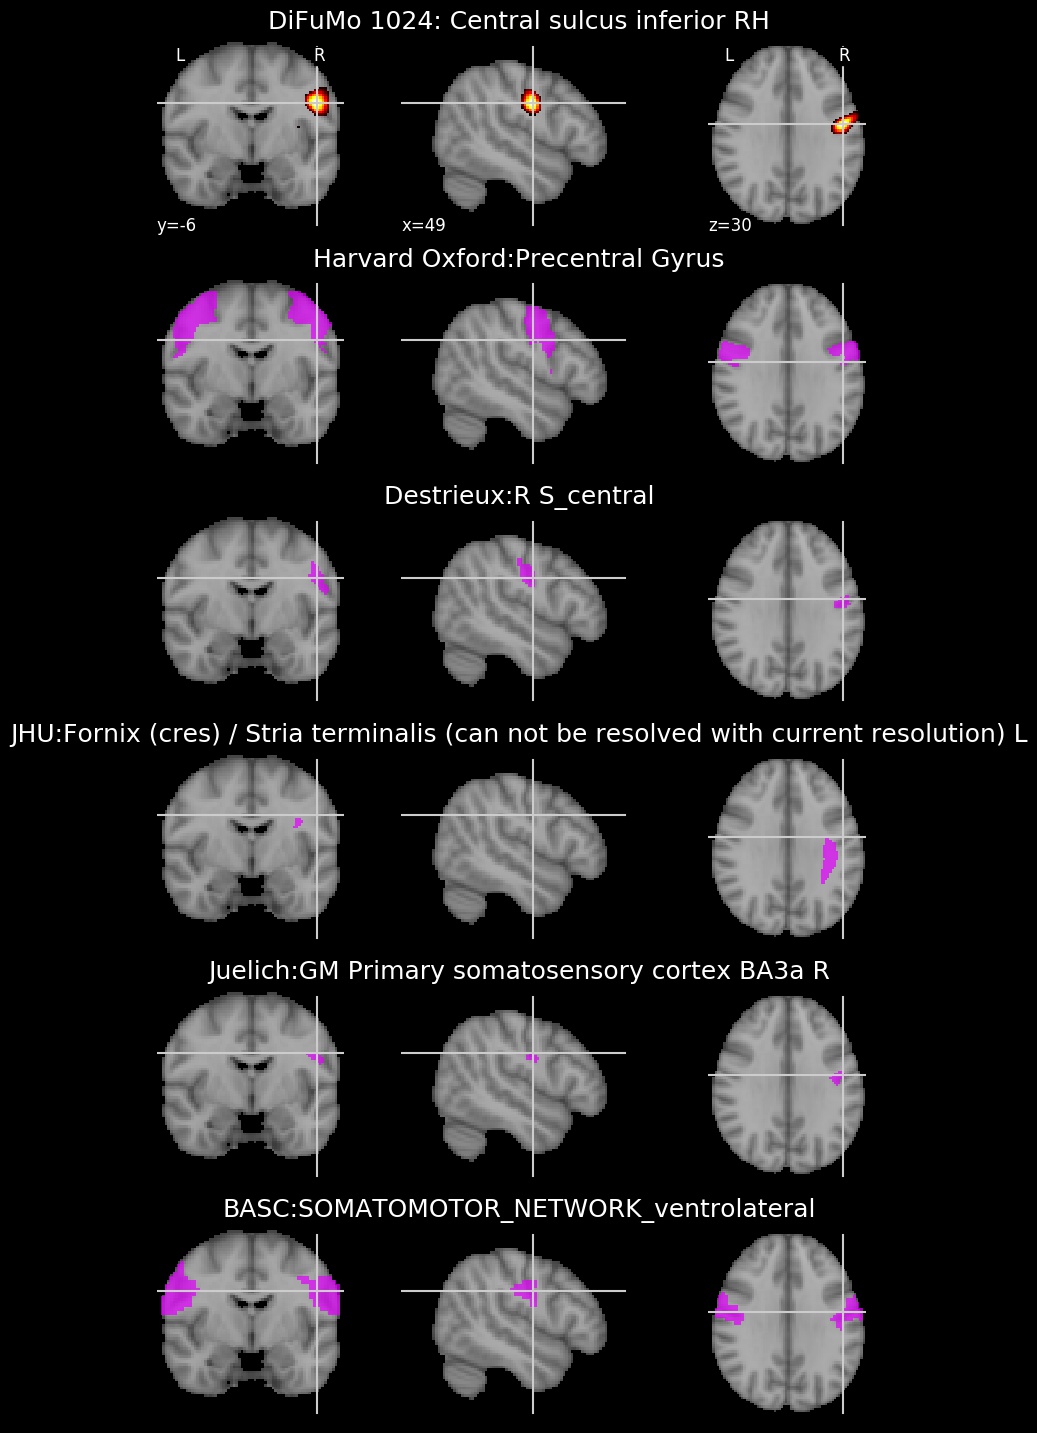 DiFuMo 1024: Central sulcus inferior RH
L R L R
y=-6 x=49 z=30
Harvard Oxford:Precentral Gyrus
Destrieux:R S_central
JHU:Fornix (cres) / Stria terminalis (can not be resolved with current resolution) L
Juelich:GM Primary somatosensory cortex BA3a R
BASC:SOMATOMOTOR_NETWORK_ventrolateral